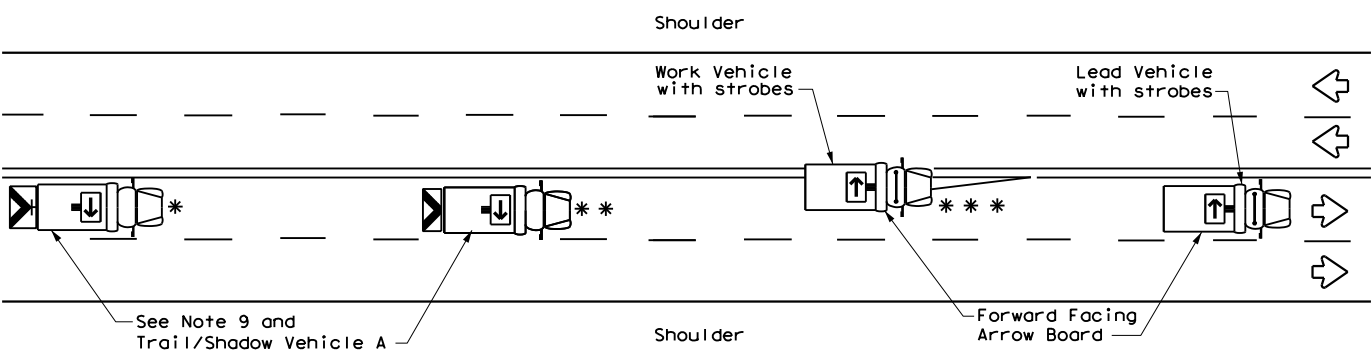 Shoulder
Work Vehicle
with strobes
Lead Vehicle
with strobes
*
* *
* * *
See Note 9 and
Trail/Shadow Vehicle A
Shoulder
Forward Facing
Arrow Board